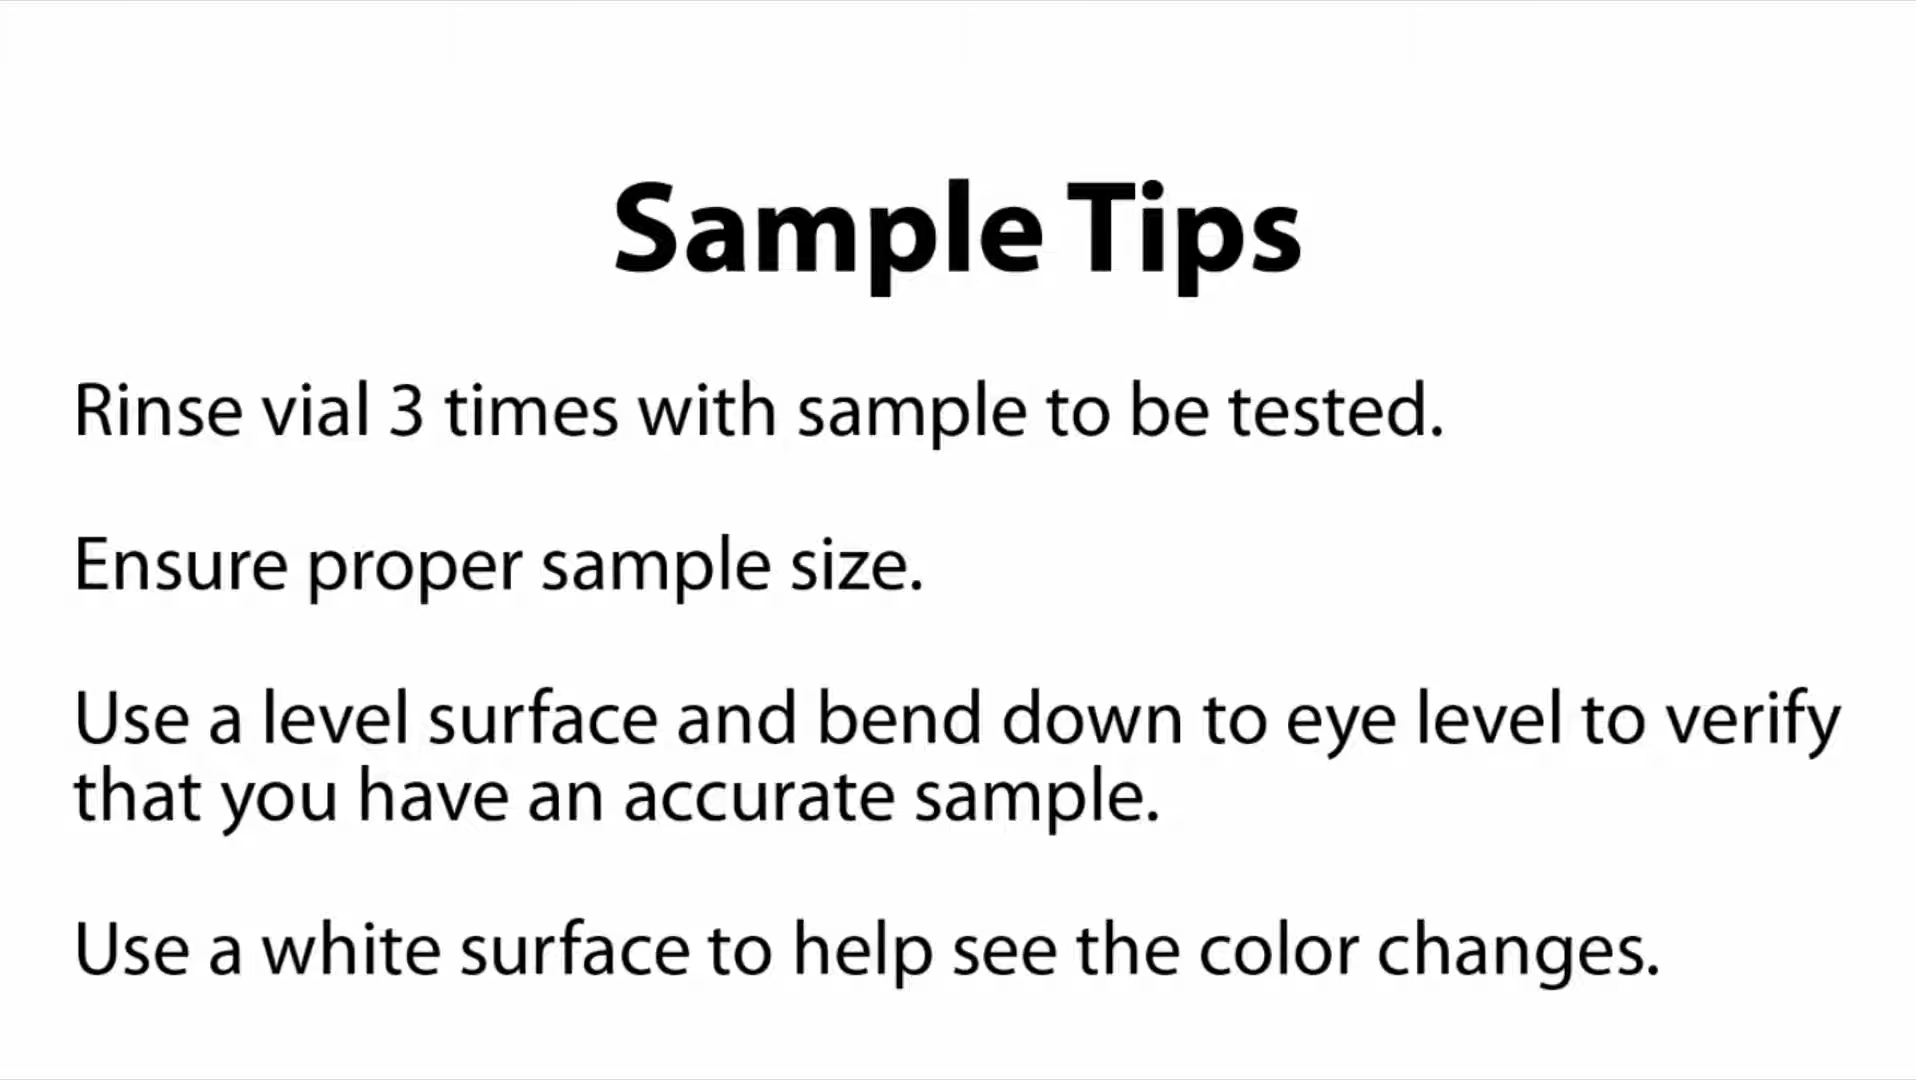 Sample Tips
Rinse vial 3 times with sample to be tested.
Ensure proper sample size.
Use a level surface and bend down to eye level to verify
that you have an accurate sample.
Use a white surface to help see the color changes.